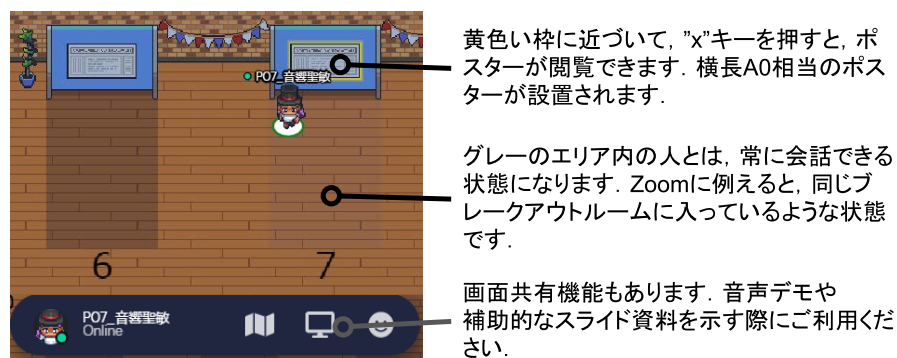 黄色い枠に近づいて, ”x”キーを押すと, ポ
スターが閲覧できます. 横長A0相当のポス
ターが設置されます.
P07_音響聖敏
グレーのエリア内の人とは, 常に会話できる
状態になります. Zoomに例えると, 同じブ
レークアウトルームに入っているような状態
です.
6
7
画面共有機能もあります. 音声デモや
補助的なスライド資料を示す際にご利用くだ
さい.
P07_音響聖敏
Online